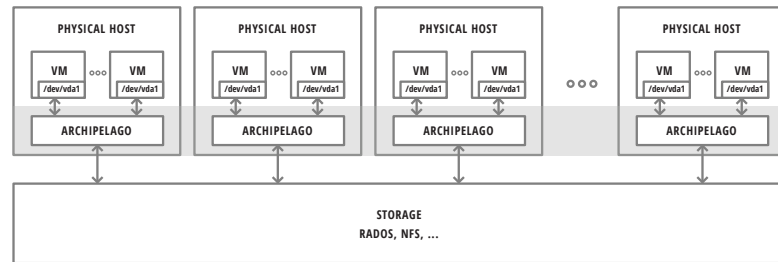 PHYSICAL HOST
VM
VM
/dev/vda1
/dev/vda1
ARCHIPELAGO
PHYSICAL HOST
VM
VM
/dev/vda1
/dev/vda1
ARCHIPELAGO
PHYSICAL HOST
VM
VM
/dev/vda1
/dev/vda1
ARCHIPELAGO
PHYSICAL HOST
VM
VM
/dev/vda1
/dev/vda1
ARCHIPELAGO
STORAGE
RADOS, NFS, ...